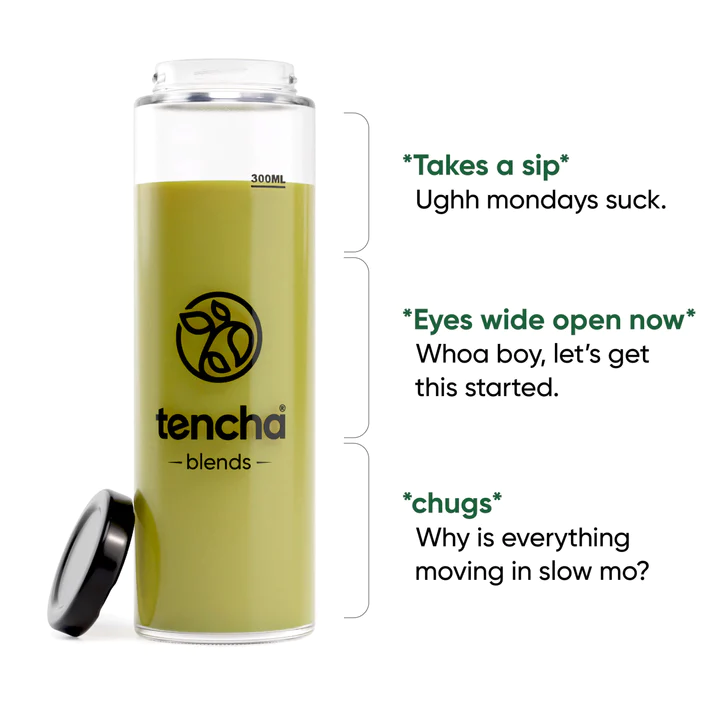 300ML
tencha®
blends
*Takes a sip*
Ughh mondays suck.
*Eyes wide open now*
Whoa boy, let’s get
this started.
*chugs*
Why is everything
moving in slow mo?